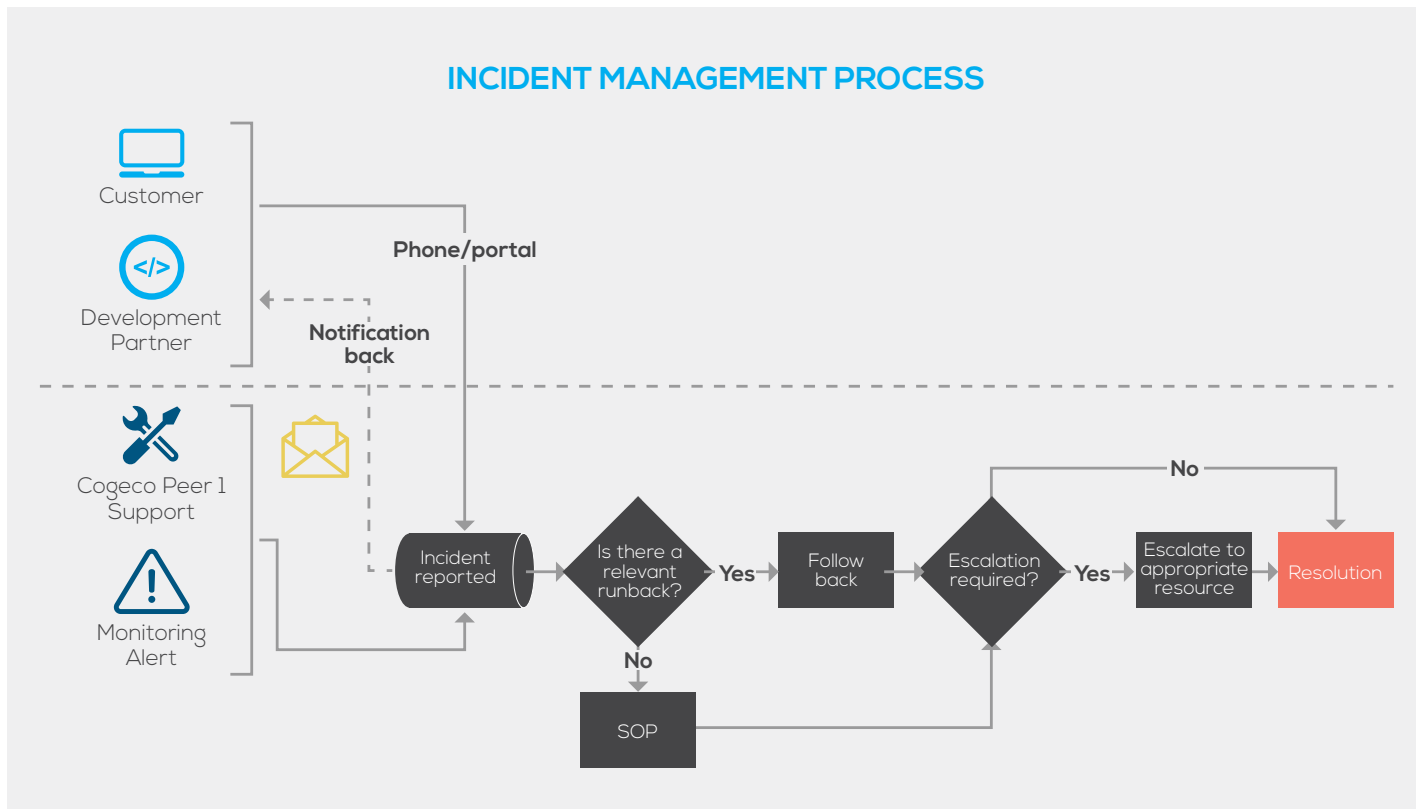 INCIDENT MANAGEMENT PROCESS
Customer
Phone/portal
</>
Development
Partner
Notification
back
Cogeco Peer 1
Support
No
Incident
reported
Is there a
relevant
runback?
Yes
Follow
back
Escalation
required?
Yes
Escalate to
appropriate
resource
Resolution
Monitoring
Alert
No
SOP